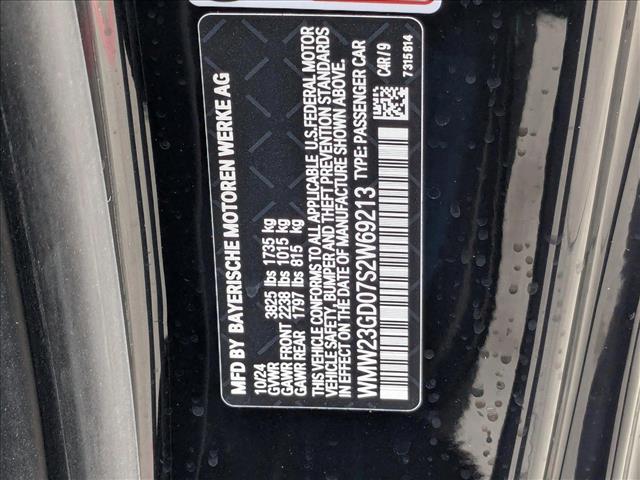 MFD BY BAYERISCHE MOTOREN WERKE AG
10/24
GVWR 3825 lbs 1735 kg
GAWR FRONT 2238 lbs 1015 kg
GAWR REAR 1797 lbs 815 kg
THIS VEHICLE CONFORMS TO ALL APPLICABLE U.S.FEDERAL MOTOR
VEHICLE SAFETY, BUMPER AND THEFT PREVENTION STANDARDS
IN EFFECT ON THE DATE OF MANUFACTURE SHOWN ABOVE.
WMW23GD07S2W69213 TYPE: PASSENGER CAR
C4R/9
7315814